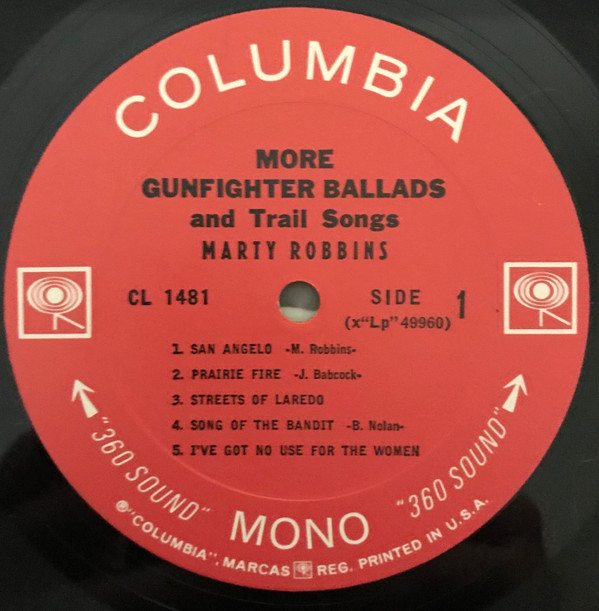 COLUMBIA
MORE
GUNFIGHTER BALLADS
and Trail Songs
MARTY ROBBINS
CL 1481
SIDE 1
(x"Lp" 49960)
1. SAN ANGELO -M. Robbins-
2. PRAIRIE FIRE -J. Babcock-
3. STREETS OF LAREDO
4. SONG OF THE BANDIT -B. Nolan-
5. I'VE GOT NO USE FOR THE WOMEN
"360 SOUND"
MONO
"360 SOUND"
®"COLUMBIA", MARCAS REG. PRINTED IN U.S.A.